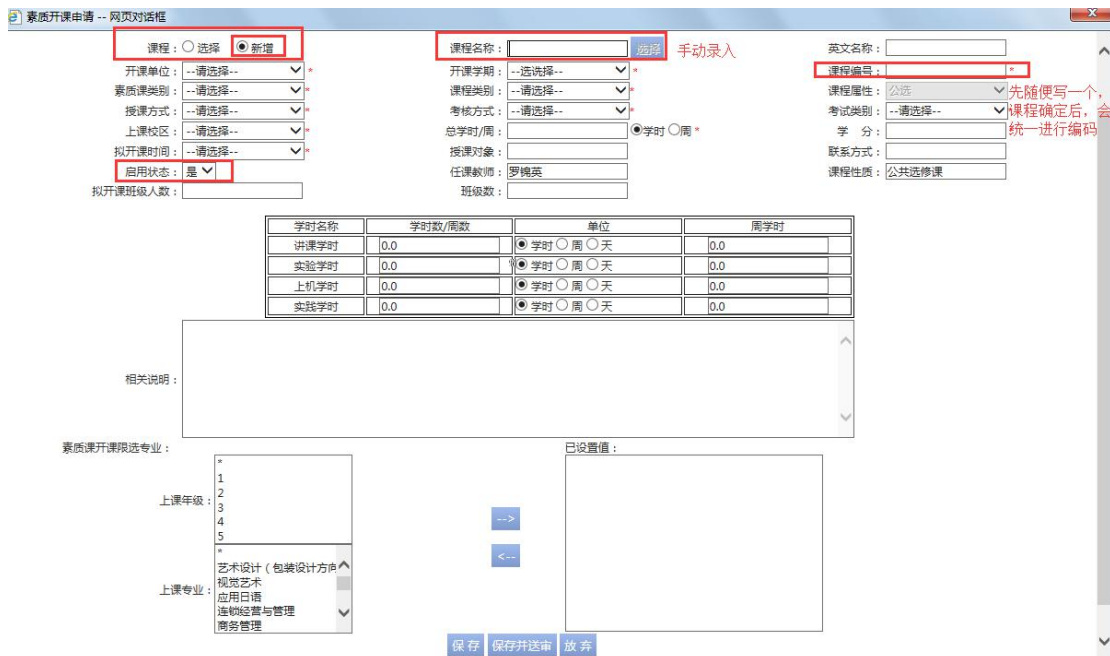 素质开课申请 -- 网页对话框
课程：选择 新增 课程名称： 选择 手动录入 英文名称：
开课单位：--请选择-- * 开课学期：--选诜择-- * 课程编号： *
素质课类别：--请选择-- * 课程类别：--请选择-- * 课程属性：公选 先随便写一个，
授课方式：--请选择-- * 考核方式：--请选择-- * 考试类别：--请选择-- 课程确定后，会
上课校区：--请选择-- * 总学时/周： 学时 周 * 学 分： 统一进行编码
拟开课时间：--请选择-- * 授课对象： 联系方式：
启用状态：是 任课教师：罗锦英 课程性质：公共选修课
拟开课班级人数： 班级数：
学时名称 学时数/周数 单位 周学时
讲课学时 0.0 学时 周 天 0.0
实验学时 0.0 学时 周 天 0.0
上机学时 0.0 学时 周 天 0.0
实践学时 0.0 学时 周 天 0.0
相关说明：
素质课开课限选专业： 已设置值：
上课年级：
*
1
2
3
4
5
-->
<--
上课专业：
*
艺术设计（包装设计方向
视觉艺术
应用日语
连锁经营与管理
商务管理
保 存 保存并送审 放 弃